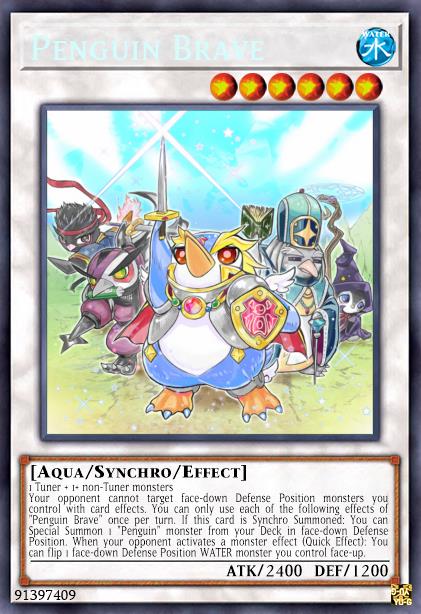 Penguin Brave
WATER
水
[Aqua/Synchro/Effect]
1 Tuner + 1+ non-Tuner monsters
Your opponent cannot target face-down Defense Position monsters you
control with card effects. You can only use each of the following effects of
"Penguin Brave" once per turn. If this card is Synchro Summoned: You can
Special Summon 1 "Penguin" monster from your Deck in face-down Defense
Position. When your opponent activates a monster effect (Quick Effect): You
can flip 1 face-down Defense Position WATER monster you control face-up.
ATK/2400 DEF/1200
91397409